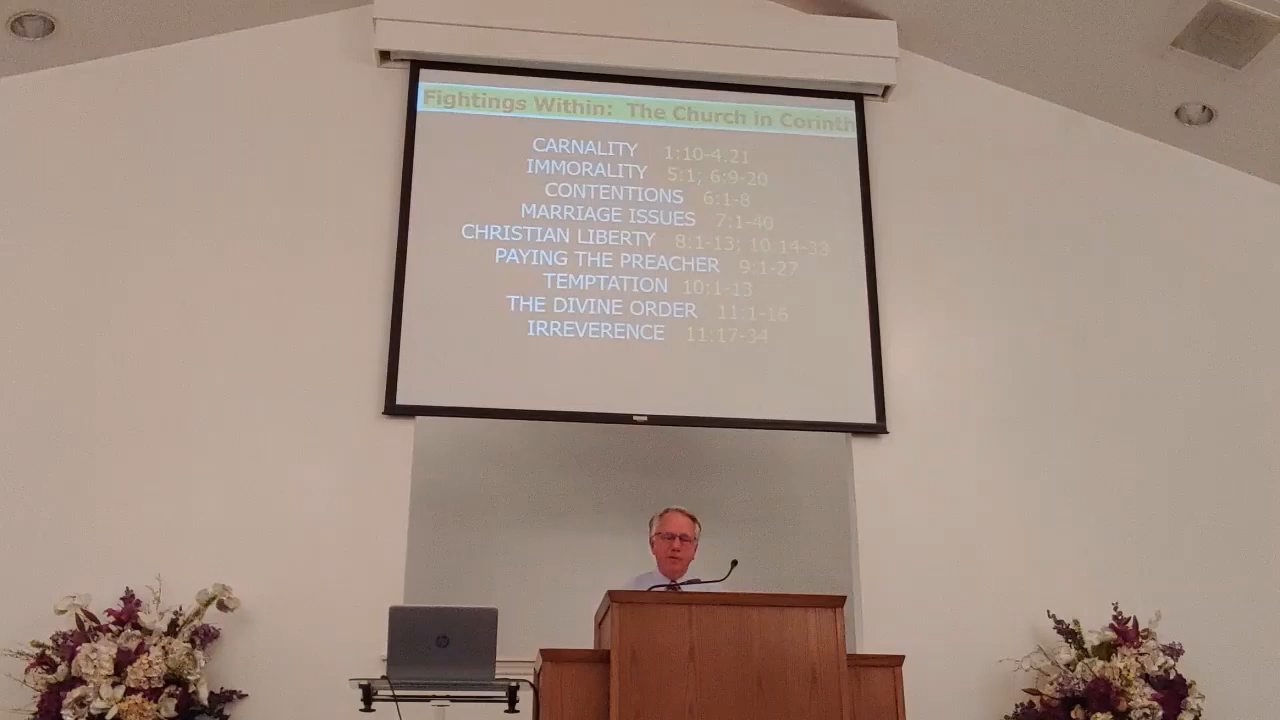 Fightings Within: The Church in Corinth
CARNALITY 1:10-4:21
IMMORALITY 5:1; 6:9-20
CONTENTIONS 6:1-8
MARRIAGE ISSUES 7:1-40
CHRISTIAN LIBERTY 8:1-13; 10:14-33
PAYING THE PREACHER 9:1-27
TEMPTATION 10:1-13
THE DIVINE ORDER 11:1-16
IRREVERENCE 11:17-34
hp